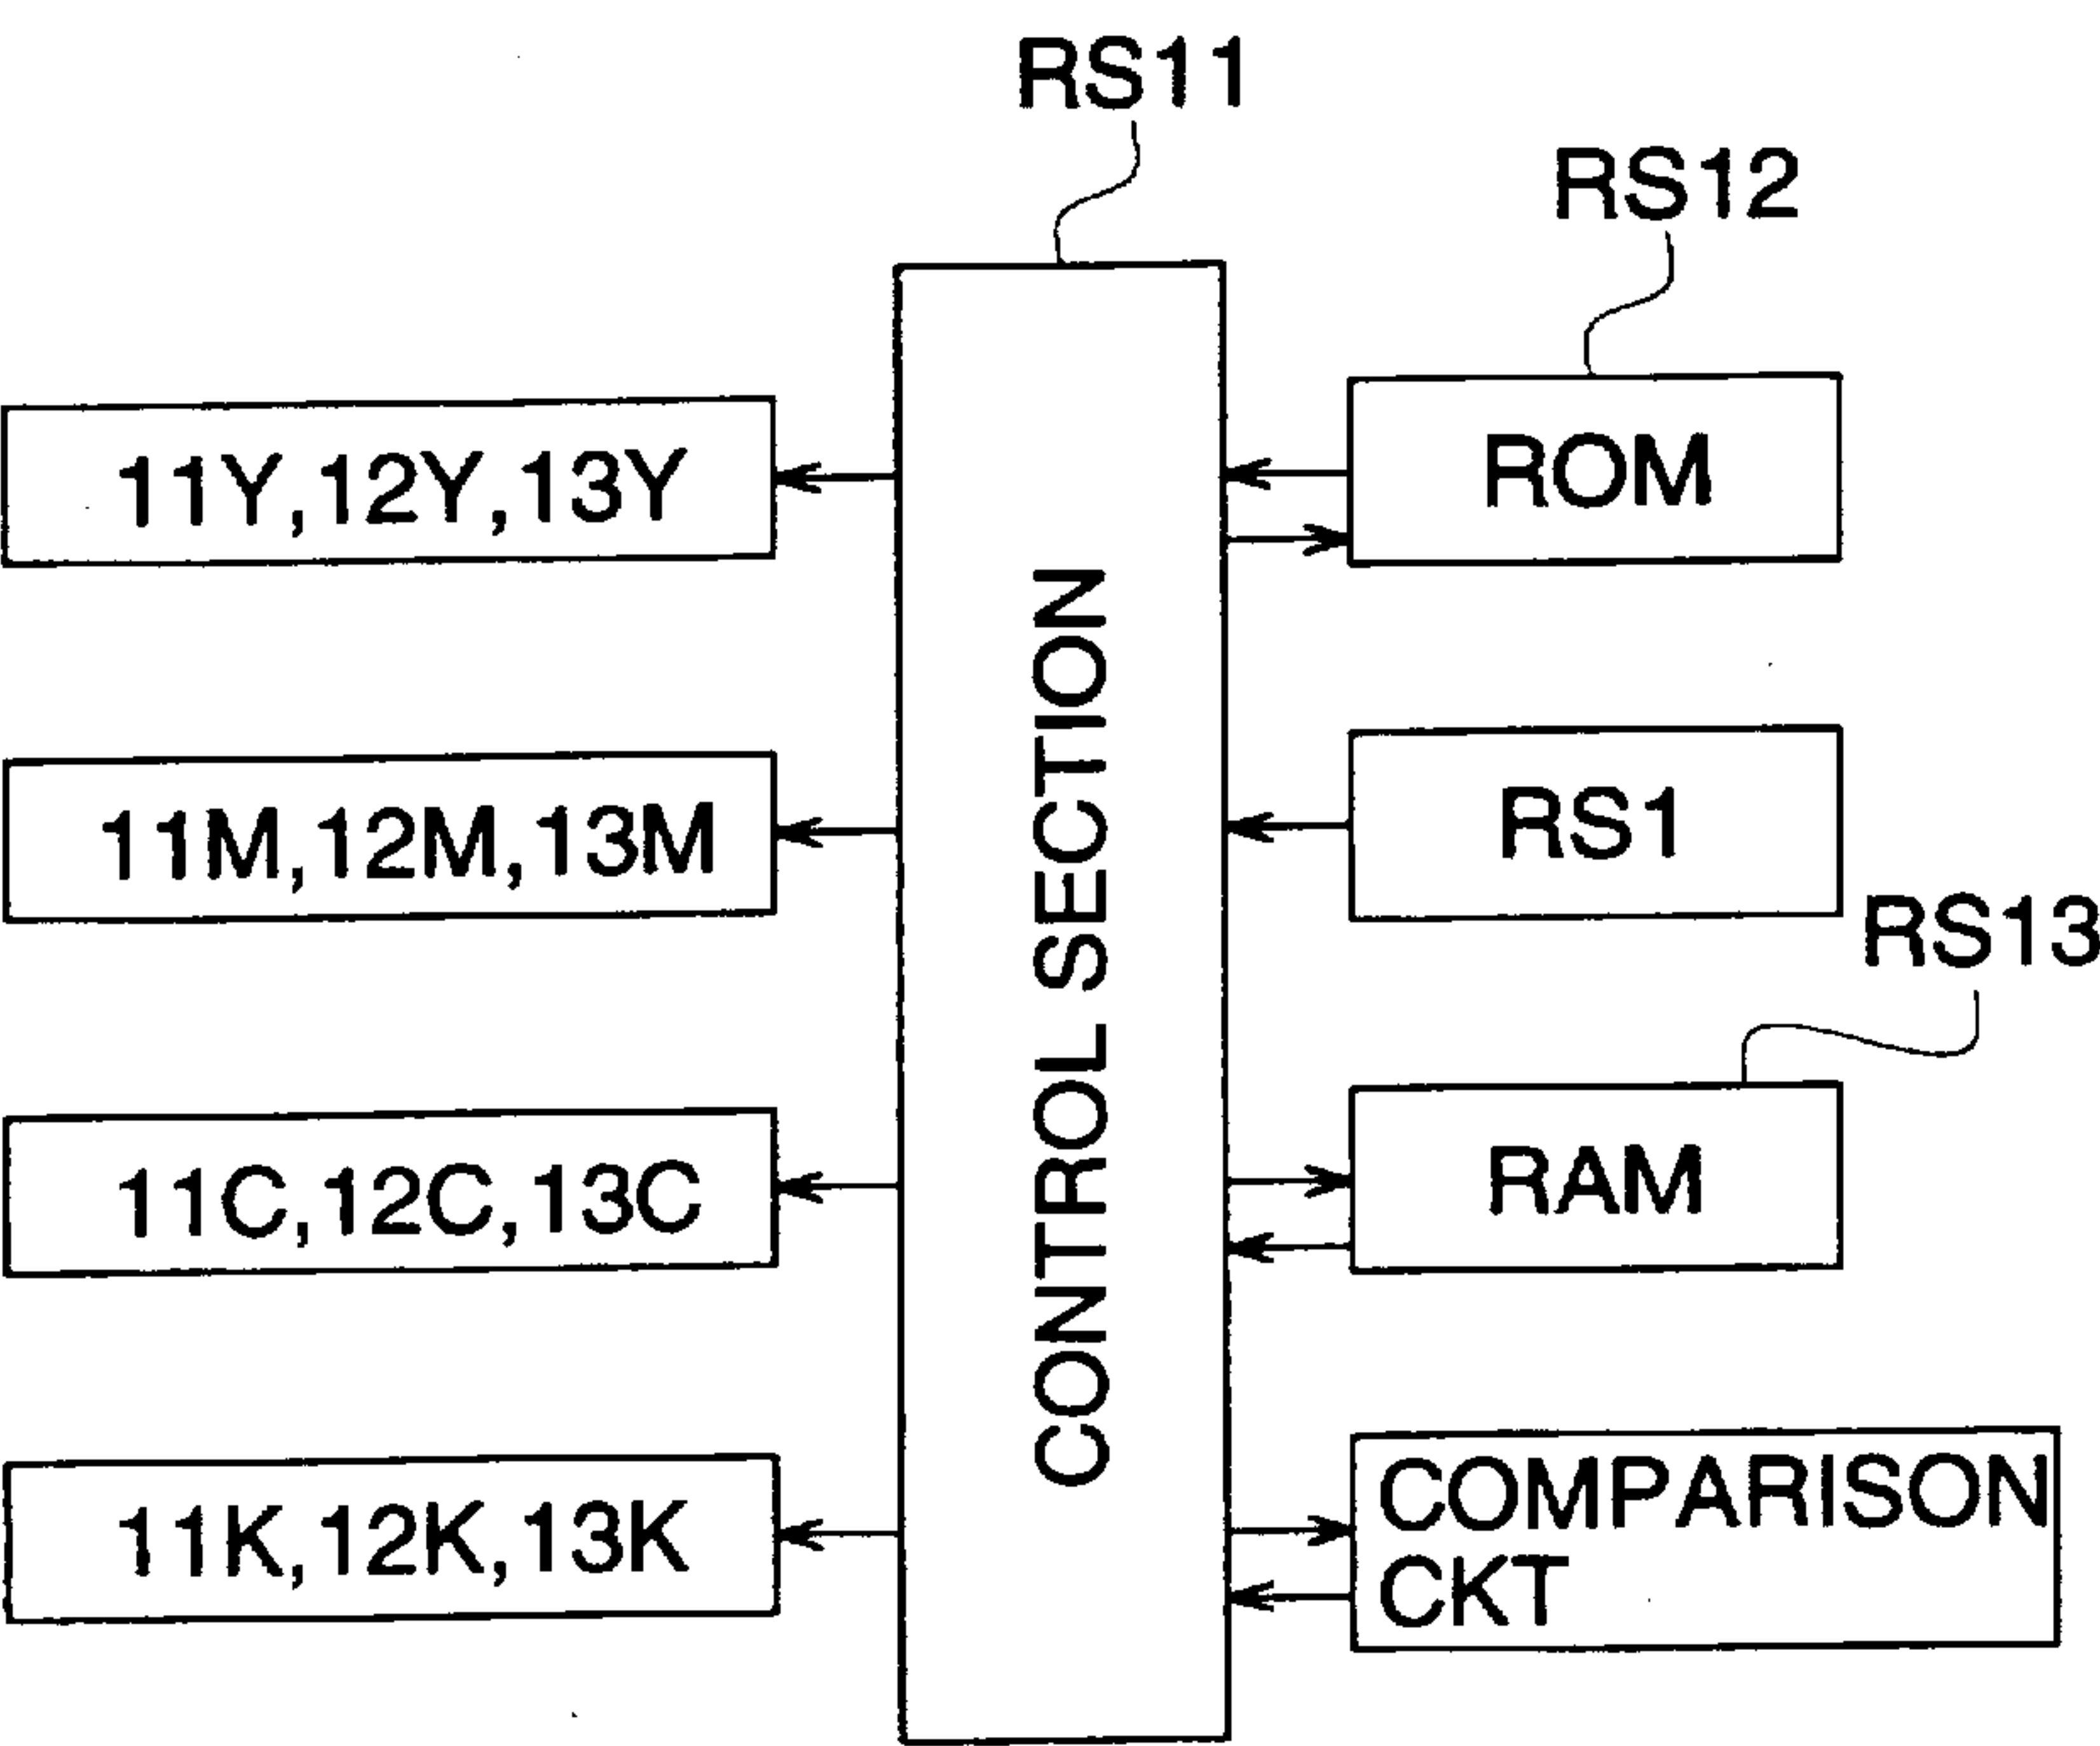 RS11
RS12
11Y,12Y,13Y
ROM
11M,12M,13M
RS1
RS13
CONTROL SECTION
11C,12C,13C
RAM
11K,12K,13K
COMPARISON
CKT